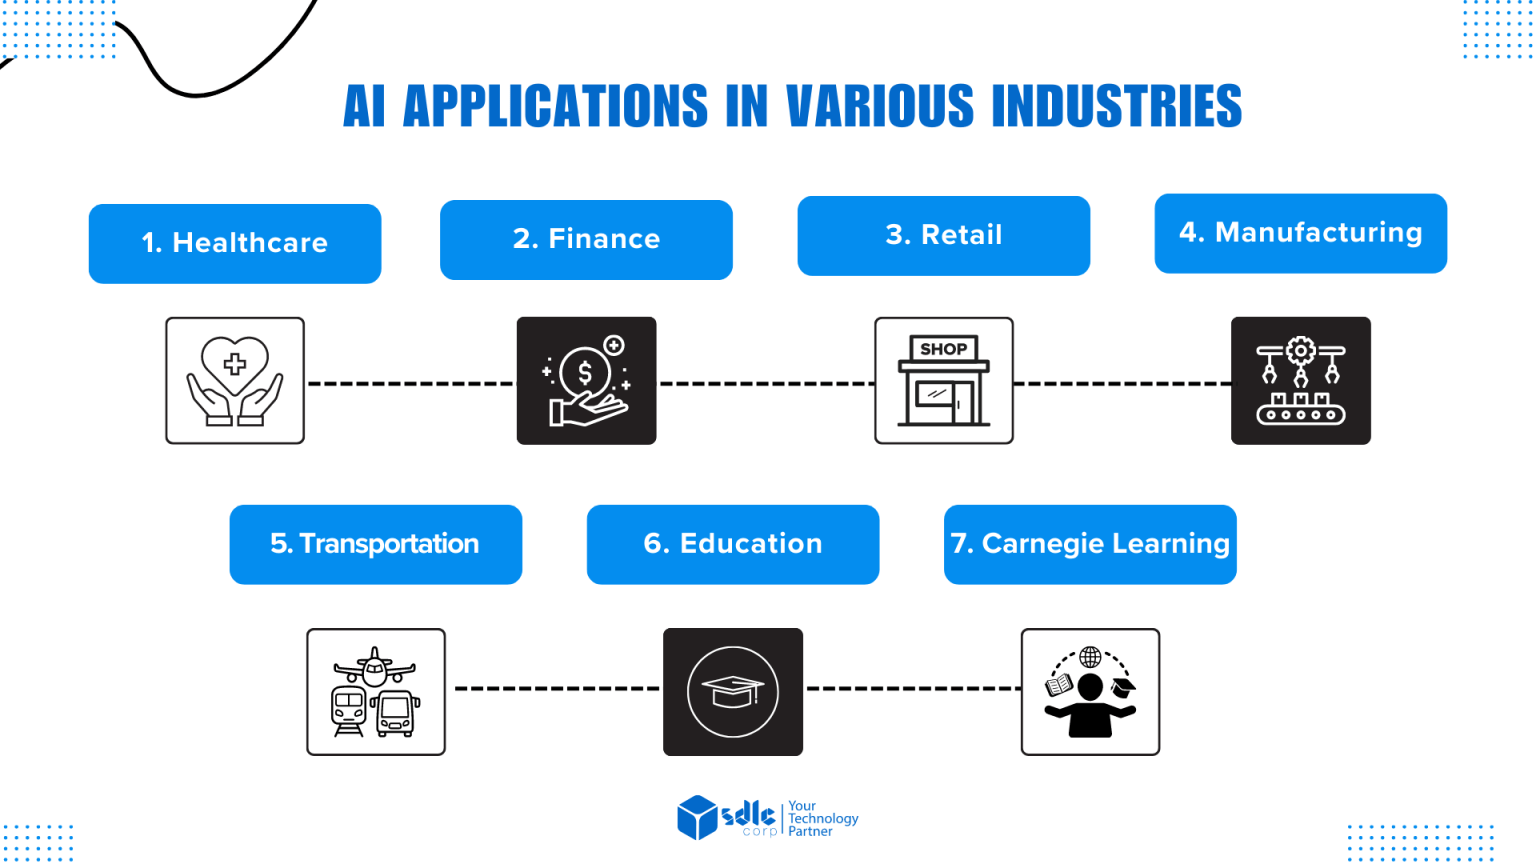 AI APPLICATIONS IN VARIOUS INDUSTRIES
1. Healthcare
2. Finance
3. Retail
4. Manufacturing
SHOP
5. Transportation
6. Education
7. Carnegie Learning
sdlc
corp
Your
Technology
Partner